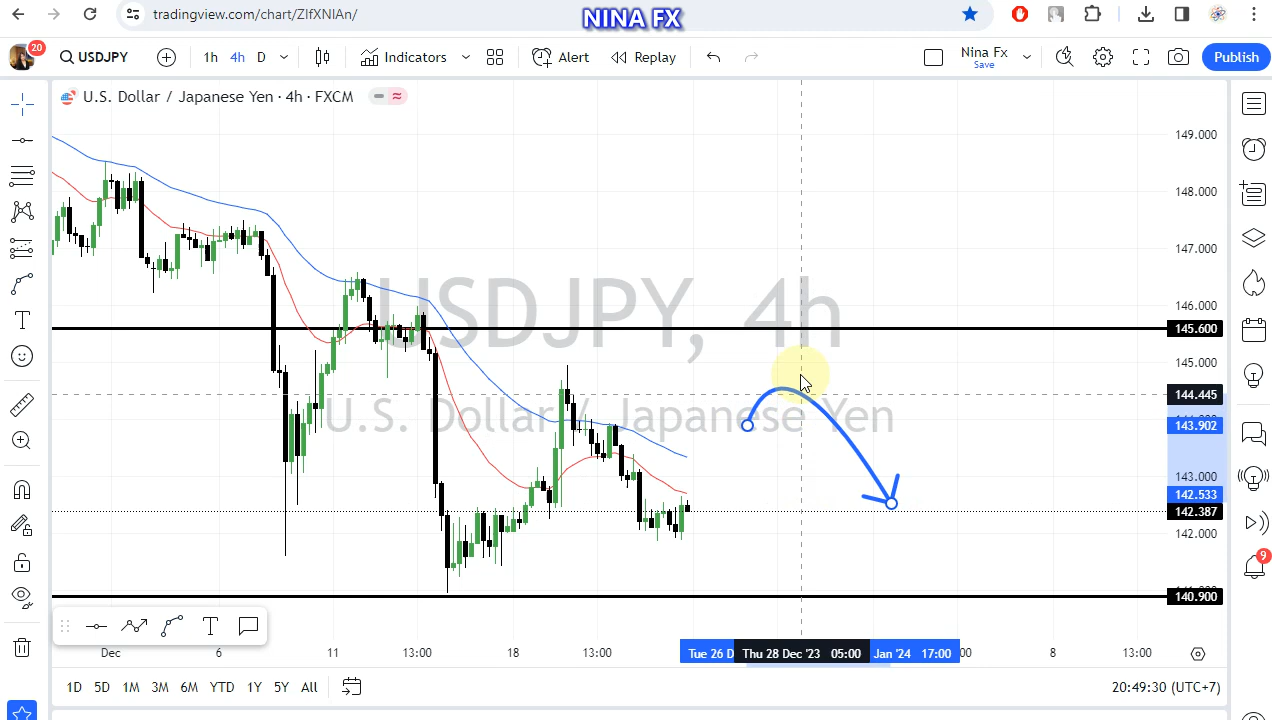 tradingview.com/chart/ZIfXNIAn/
NINA FX
20
USDJPY
1h 4h D
Indicators
Alert
Replay
Nina Fx
Save
Publish
U.S. Dollar / Japanese Yen · 4h · FXCM
149.000
148.000
147.000
146.000
145.600
145.000
144.445
143.902
143.000
142.533
142.387
142.000
140.900
USDJPY, 4h
U.S. Dollar / Japanese Yen
9
T
T
Dec 6 11 13:00 18 13:00 Tue 26 D Thu 28 Dec '23 05:00 Jan '24 17:00 :00 8 13:00
1D 5D 1M 3M 6M YTD 1Y 5Y All
20:49:30 (UTC+7)